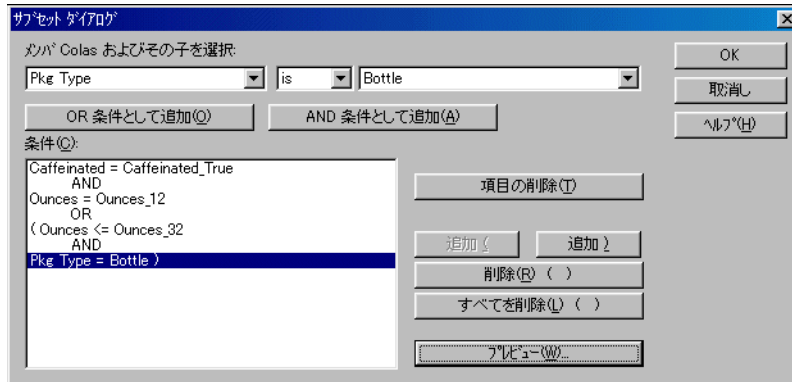 ｻﾌﾞｾｯﾄ ﾀﾞｲｱﾛｸﾞ
ﾒﾝﾊﾞ Colas およびその子を選択:
Pkg Type is Bottle
OR 条件として追加(O) AND 条件として追加(A)
条件(C):
Caffeinated = Caffeinated_True
AND
Ounces = Ounces_12
OR
( Ounces <= Ounces_32
AND
Pkg Type = Bottle )
OK
取消し
ﾍﾙﾌﾟ(H)
項目の削除(T)
追加 ( 追加 )
削除(R) ( )
すべてを削除(L) ( )
ﾌﾟﾚﾋﾞｭｰ(W)...